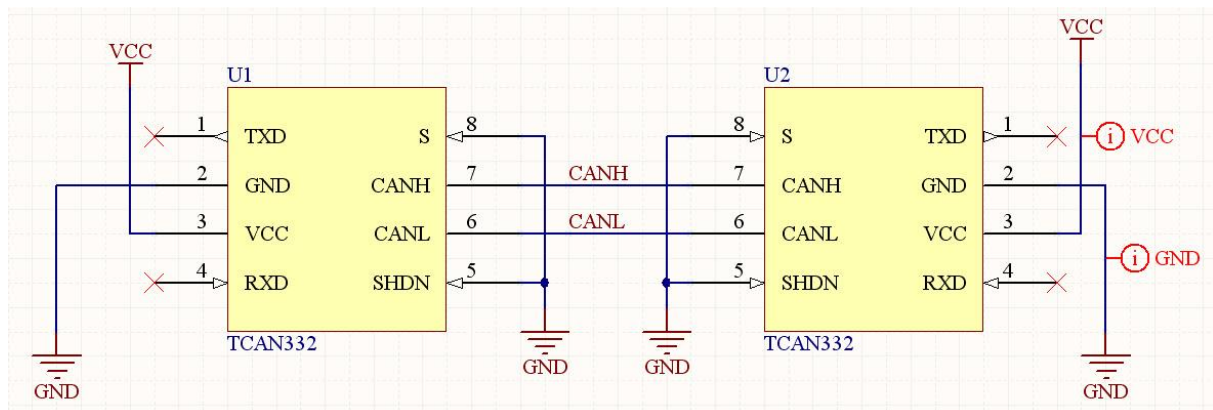 VCC
VCC
U1
U2
1 TXD S 8
8 S TXD 1
i VCC
2 GND CANH 7
CANH
7 CANH GND 2
3 VCC CANL 6
CANL
6 CANL VCC 3
i GND
4 RXD SHDN 5
5 SHDN RXD 4
TCAN332
TCAN332
GND
GND
GND
GND